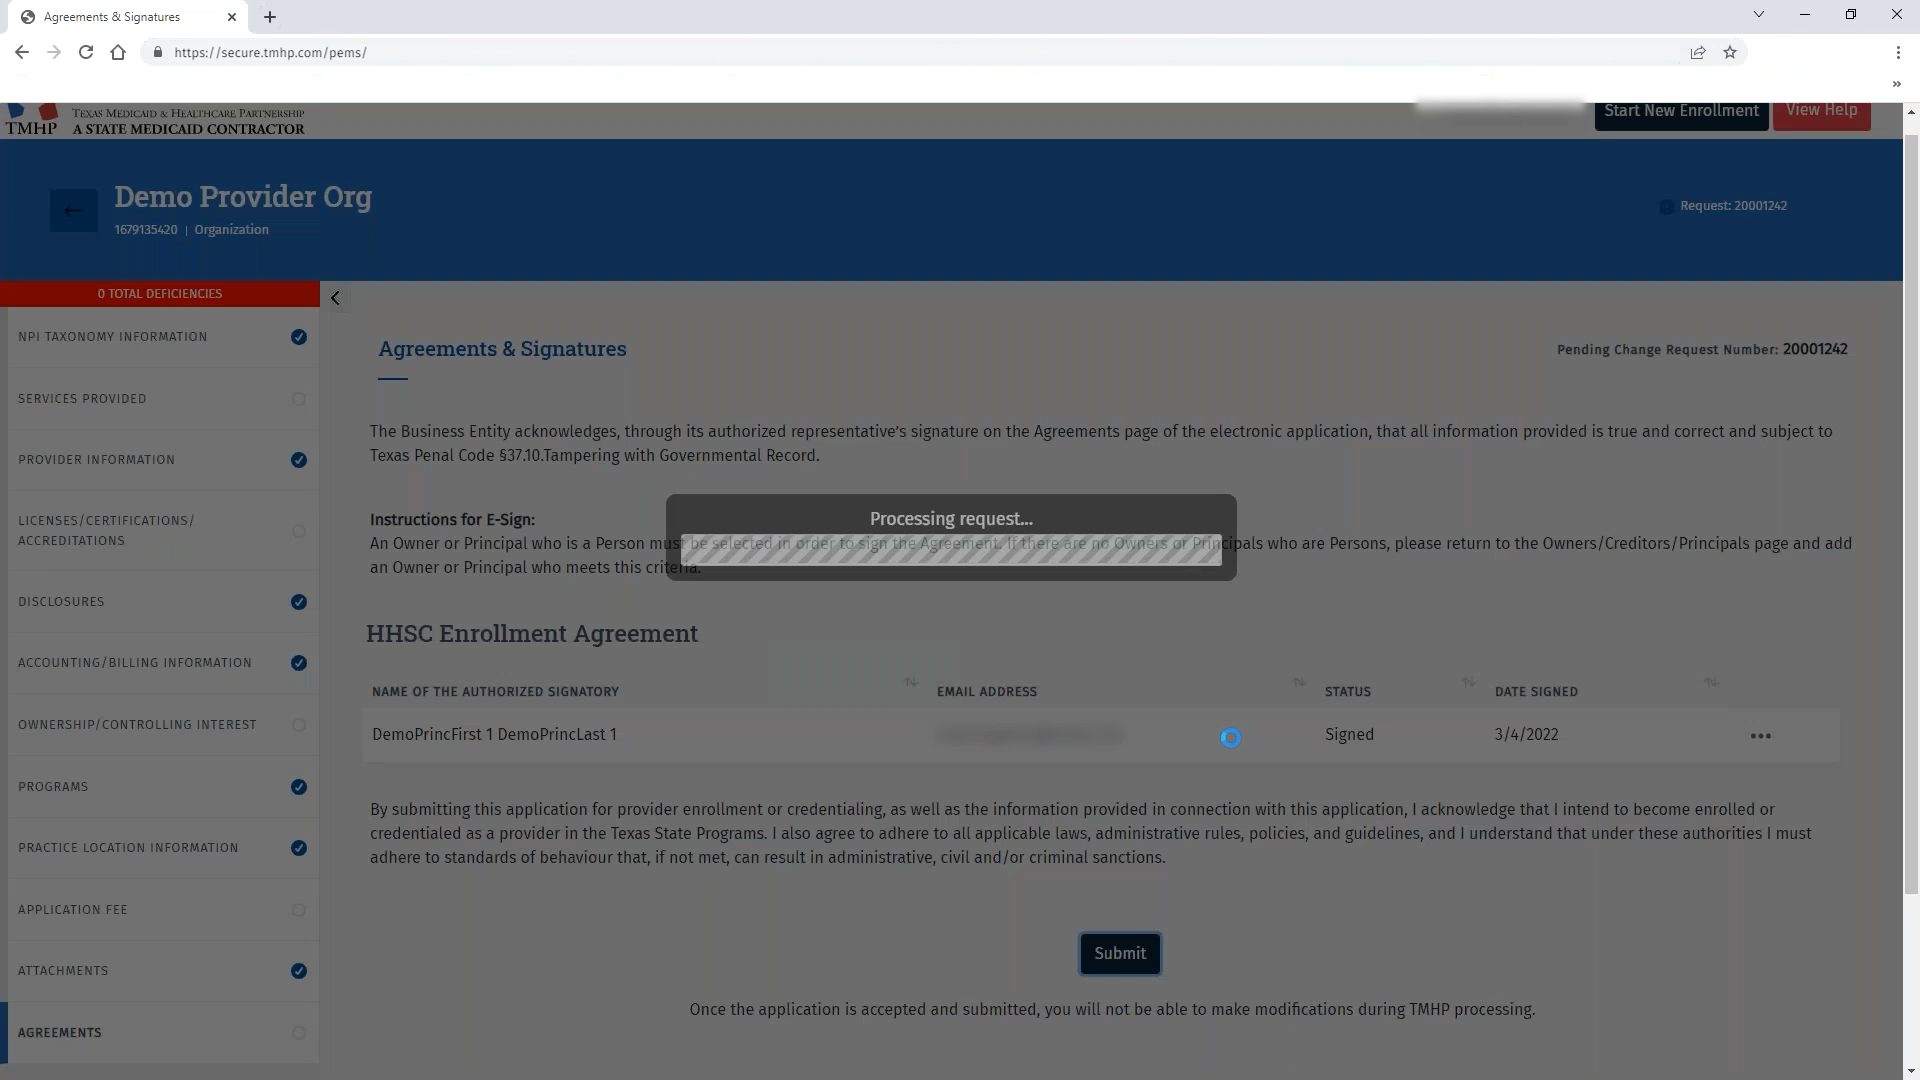 Agreements & Signatures
https://secure.tmhp.com/pems/
TMHP
TEXAS MEDICAID & HEALTHCARE PARTNERSHIP
A STATE MEDICAID CONTRACTOR
Start New Enrollment
View Help
Demo Provider Org
1679135420 | Organization
Request: 20001242
0 TOTAL DEFICIENCIES
NPI TAXONOMY INFORMATION
SERVICES PROVIDED
PROVIDER INFORMATION
LICENSES/CERTIFICATIONS/
ACCREDITATIONS
DISCLOSURES
ACCOUNTING/BILLING INFORMATION
OWNERSHIP/CONTROLLING INTEREST
PROGRAMS
PRACTICE LOCATION INFORMATION
APPLICATION FEE
ATTACHMENTS
AGREEMENTS
Agreements & Signatures
Pending Change Request Number: 20001242
The Business Entity acknowledges, through its authorized representative's signature on the Agreements page of the electronic application, that all information provided is true and correct and subject to
Texas Penal Code §37.10.Tampering with Governmental Record.
Processing request...
Instructions for E-Sign:
An Owner or Principal who is a Person must be selected in order to sign the Agreement. If there are no Owners or Principals who are Persons, please return to the Owners/Creditors/Principals page and add
an Owner or Principal who meets this criteria.
HHSC Enrollment Agreement
NAME OF THE AUTHORIZED SIGNATORY EMAIL ADDRESS STATUS DATE SIGNED
DemoPrincFirst 1 DemoPrincLast 1 Signed 3/4/2022
By submitting this application for provider enrollment or credentialing, as well as the information provided in connection with this application, I acknowledge that I intend to become enrolled or
credentialed as a provider in the Texas State Programs. I also agree to adhere to all applicable laws, administrative rules, policies, and guidelines, and I understand that under these authorities I must
adhere to standards of behaviour that, if not met, can result in administrative, civil and/or criminal sanctions.
Submit
Once the application is accepted and submitted, you will not be able to make modifications during TMHP processing.